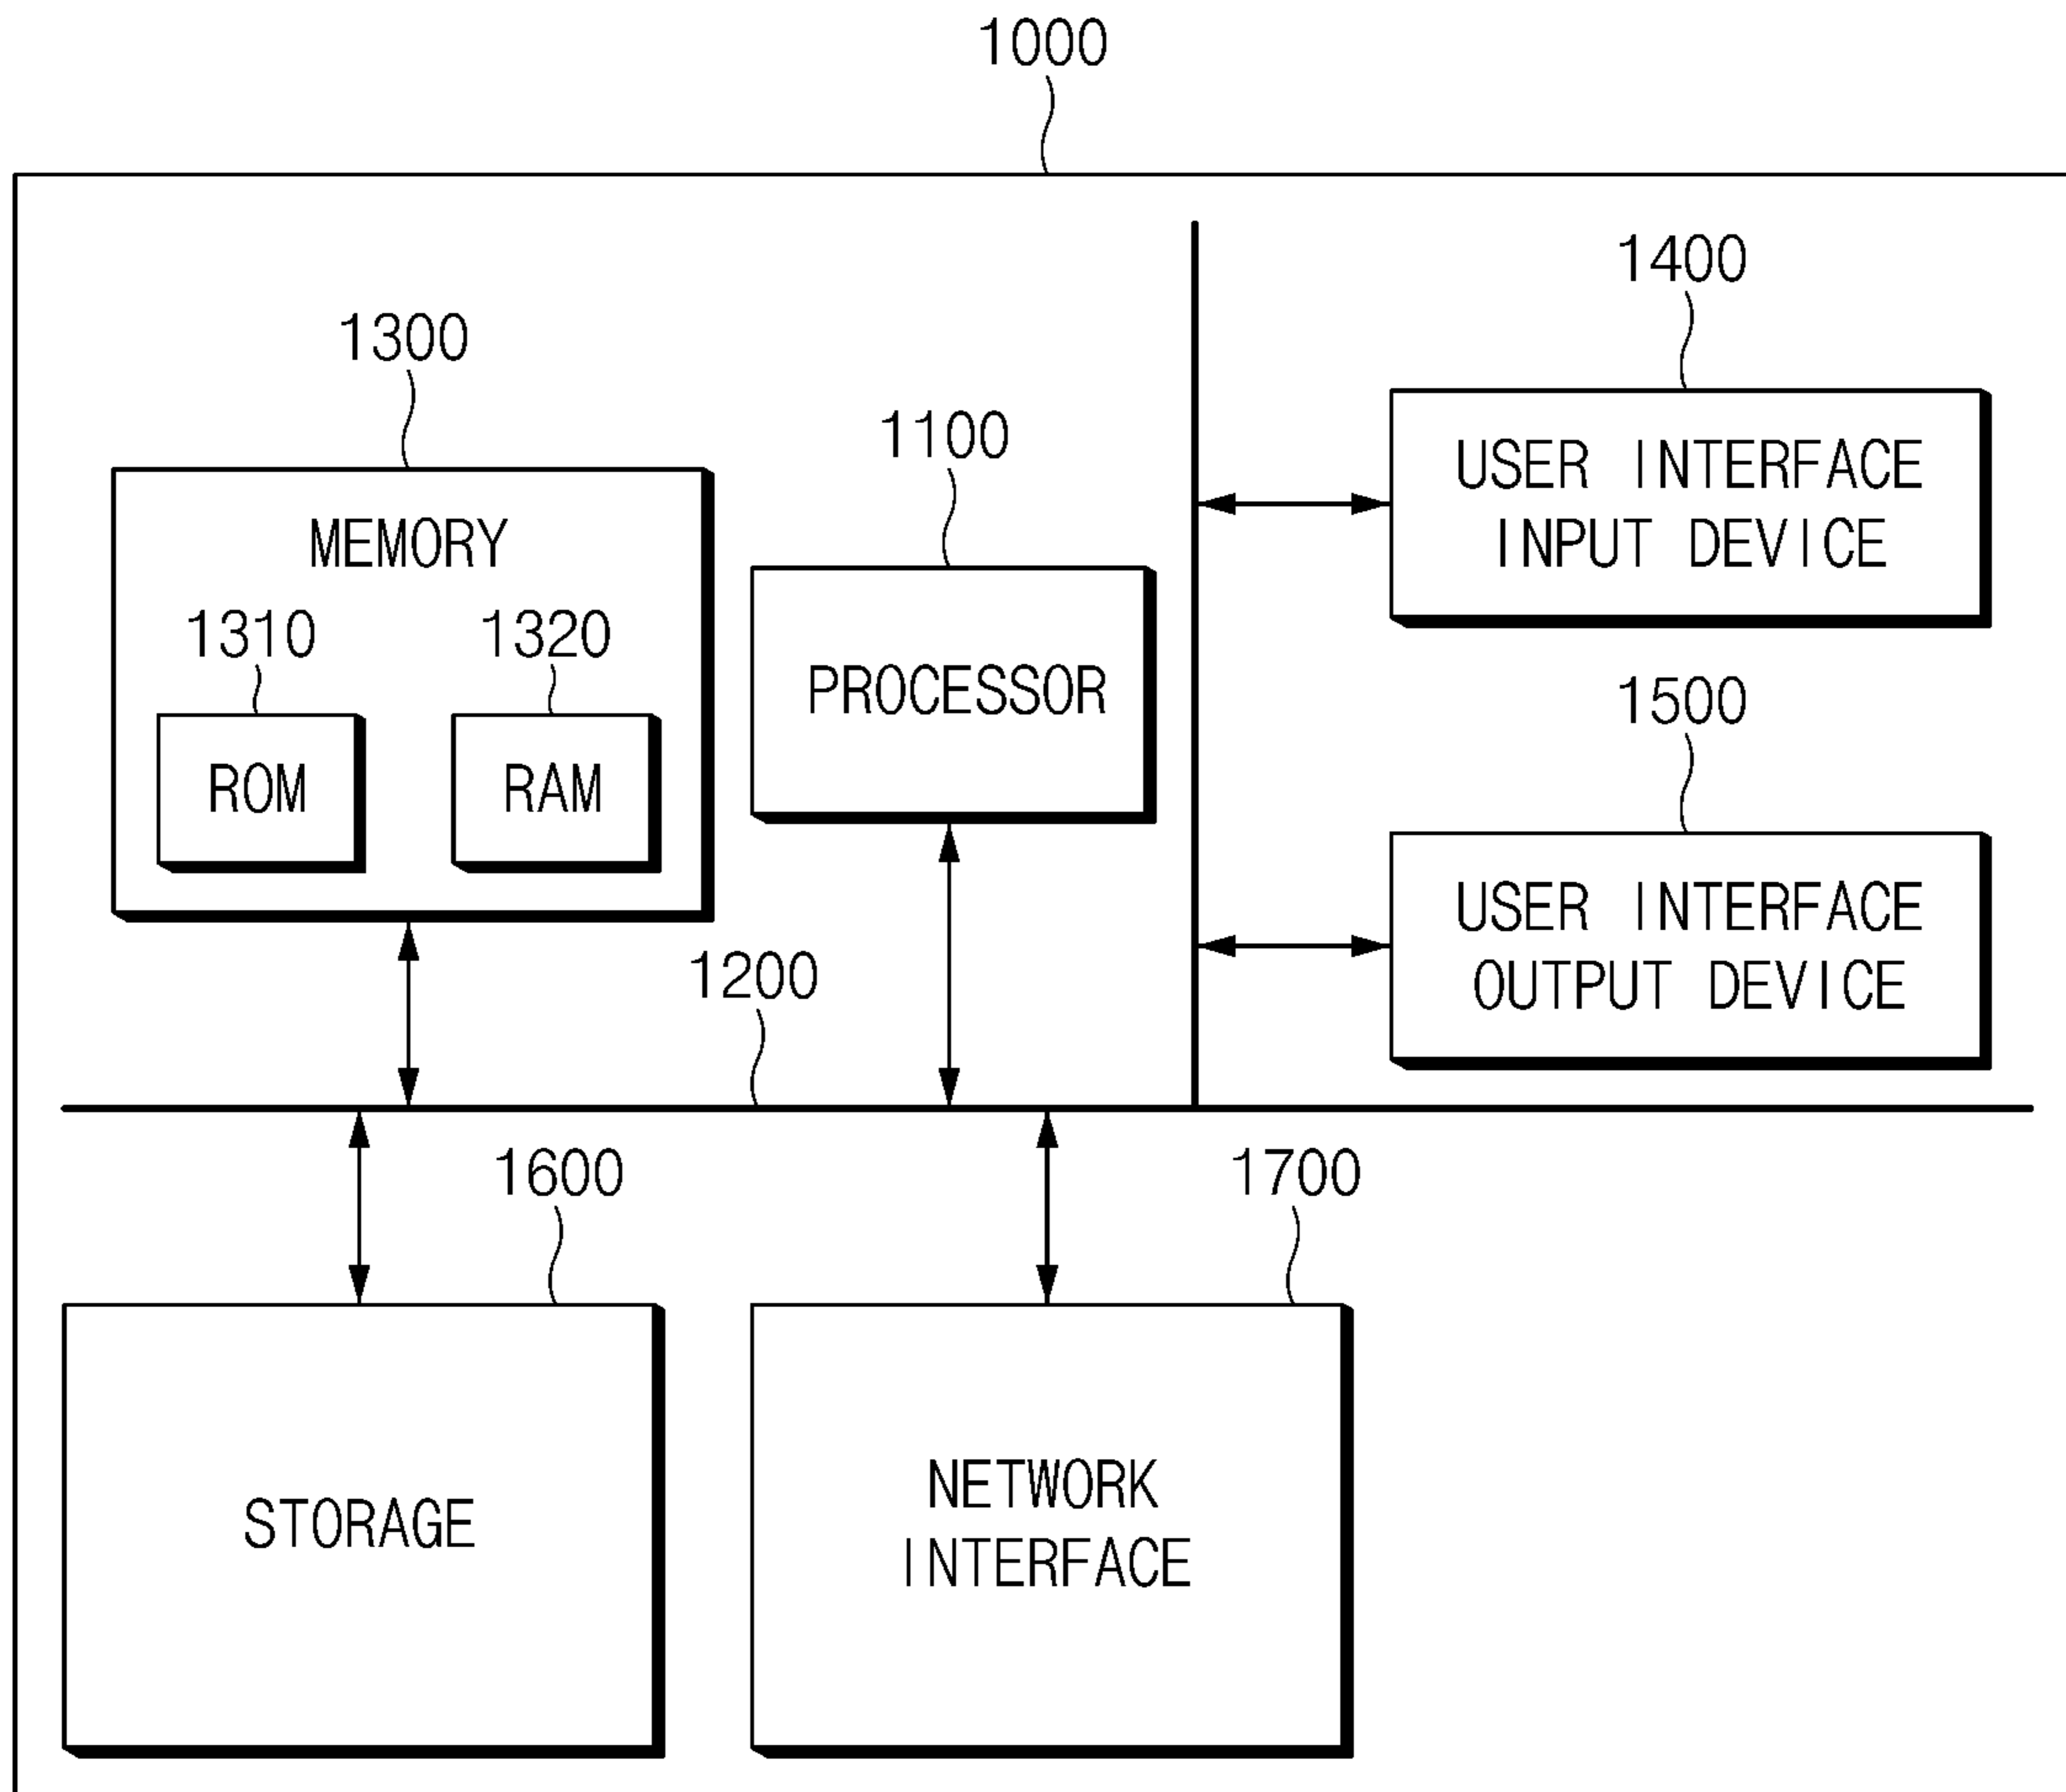 1000
1400
1300
1100
USER INTERFACE
INPUT DEVICE
MEMORY
1310
1320
PROCESSOR
1500
ROM
RAM
USER INTERFACE
OUTPUT DEVICE
1200
1600
1700
STORAGE
NETWORK
INTERFACE